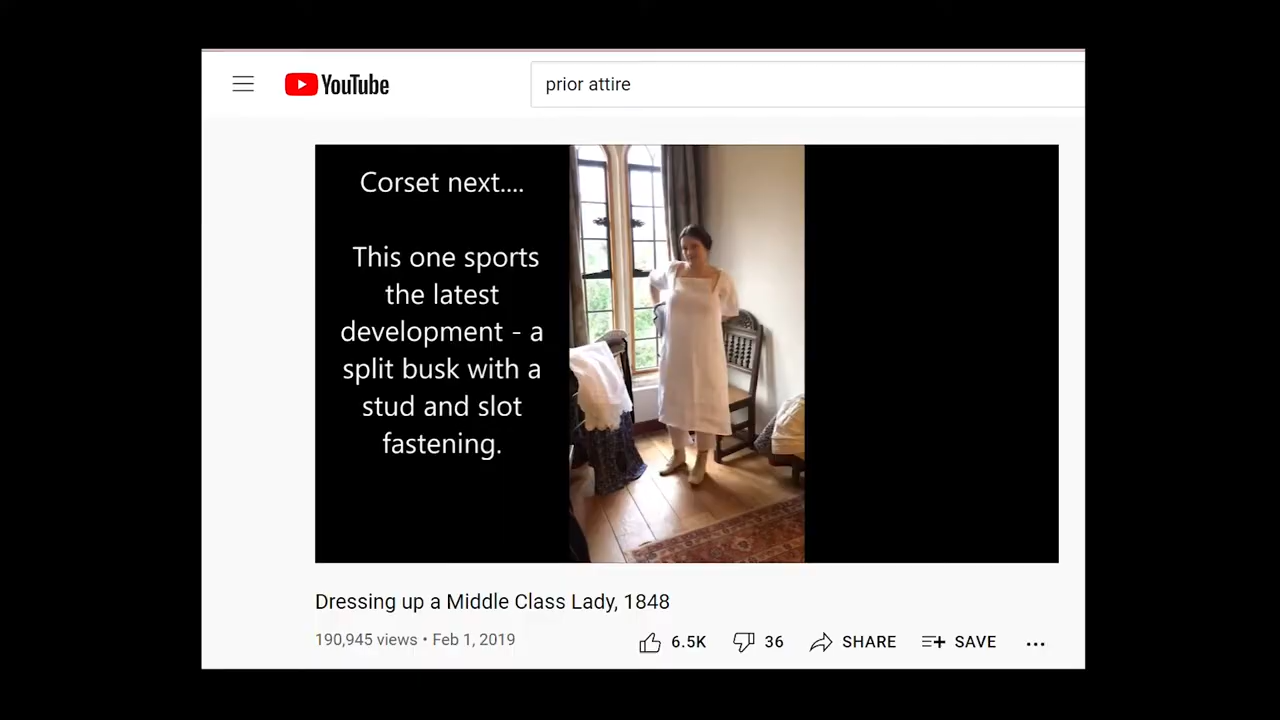 YouTube
prior attire
Corset next....
This one sports
the latest
development - a
split busk with a
stud and slot
fastening.
Dressing up a Middle Class Lady, 1848
190,945 views • Feb 1, 2019
6.5K
36
SHARE
SAVE